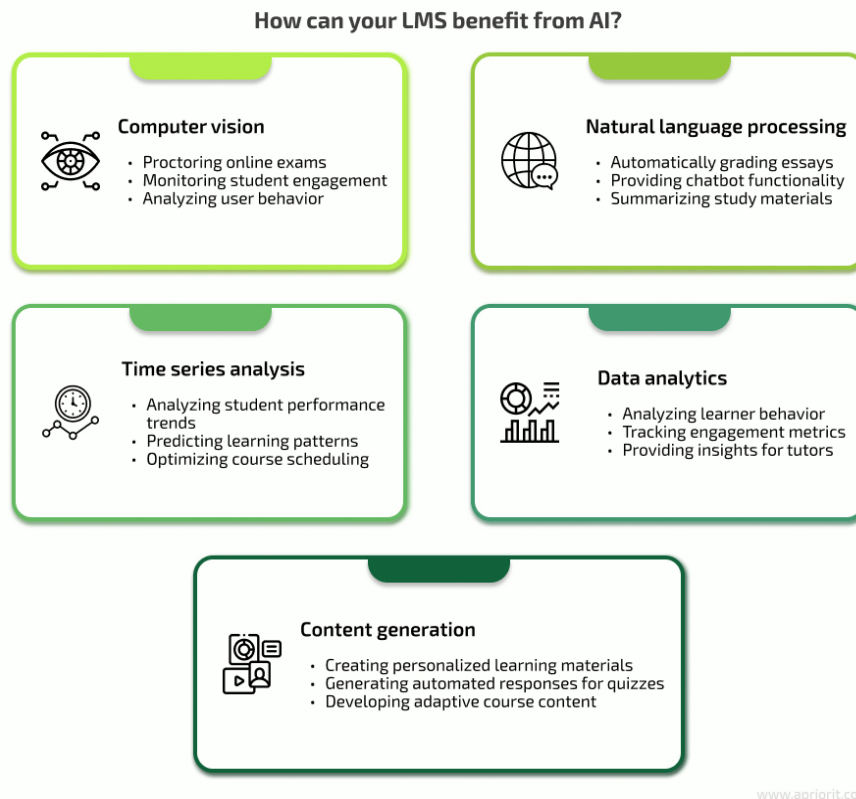 How can your LMS benefit from AI?
Computer vision
• Proctoring online exams
• Monitoring student engagement
• Analyzing user behavior
Natural language processing
• Automatically grading essays
• Providing chatbot functionality
• Summarizing study materials
Time series analysis
• Analyzing student performance
trends
• Predicting learning patterns
• Optimizing course scheduling
Data analytics
• Analyzing learner behavior
• Tracking engagement metrics
• Providing insights for tutors
Content generation
• Creating personalized learning materials
• Generating automated responses for quizzes
• Developing adaptive course content
www.apriorit.co